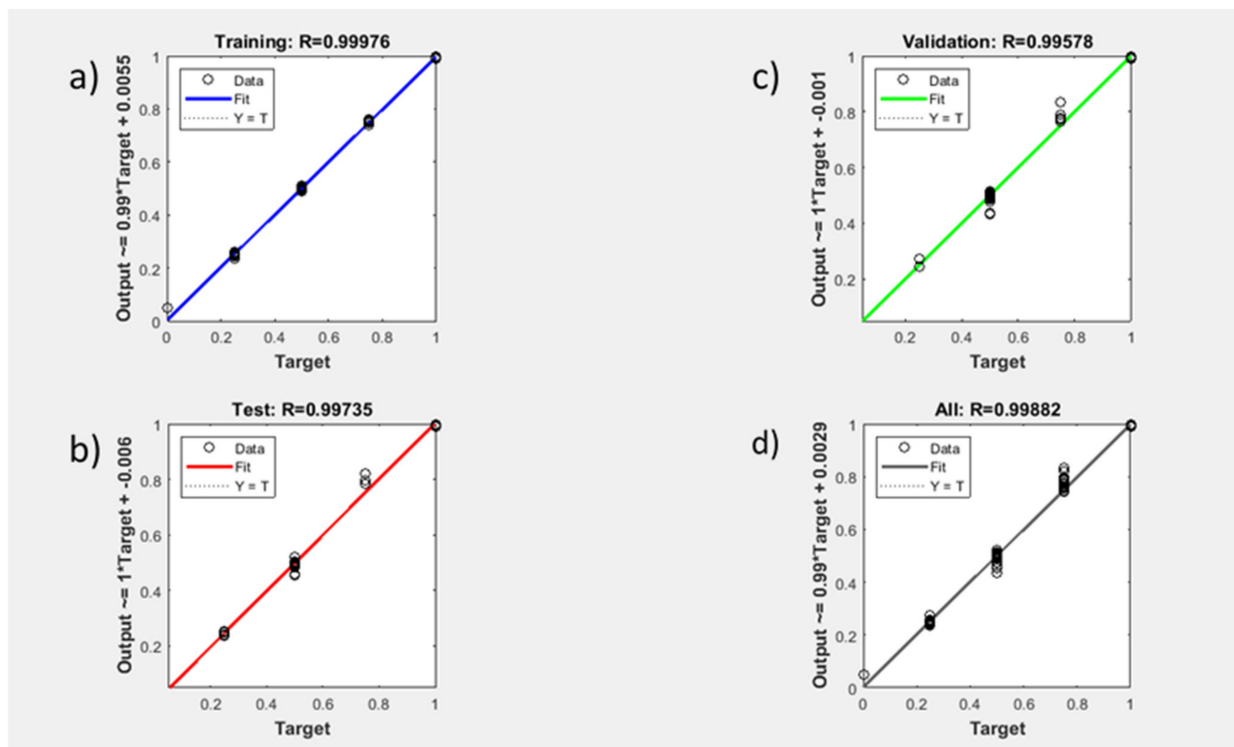 a)
Training: R=0.99976
Output ~= 0.99*Target + 0.0055
Data
Fit
Y = T
1
0.8
0.6
0.4
0.2
0
0
0.2
0.4
0.6
0.8
1
Target
c)
Validation: R=0.99578
Output ~= 1*Target + -0.001
Data
Fit
Y = T
1
0.8
0.6
0.4
0.2
0.2
0.4
0.6
0.8
1
Target
b)
Test: R=0.99735
Output ~= 1*Target + -0.006
Data
Fit
Y = T
1
0.8
0.6
0.4
0.2
0.2
0.4
0.6
0.8
1
Target
d)
All: R=0.99882
Output ~= 0.99*Target + 0.0029
Data
Fit
Y = T
1
0.8
0.6
0.4
0.2
0
0
0.2
0.4
0.6
0.8
1
Target